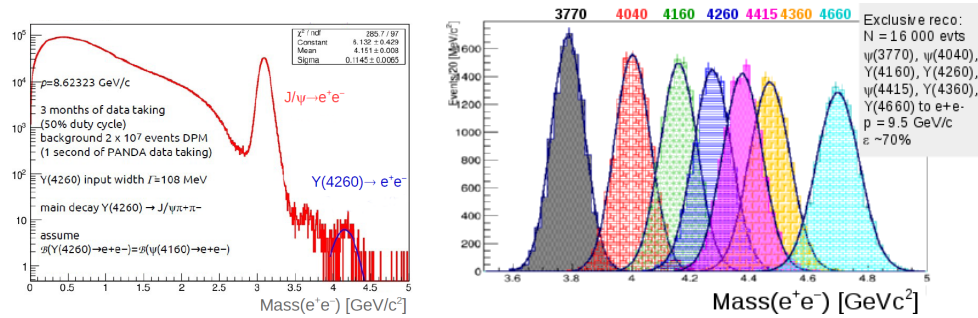 10⁵
10⁴
10³
10²
10
1
0 0.5 1 1.5 2 2.5 3 3.5 4 4.5 5
χ² / ndf 285.7 / 97
Constant 6.132 ± 0.429
Mean 4.151 ± 0.008
Sigma 0.1145 ± 0.0065
ρ=8.62323 GeV/c
J/ψ→e⁺e⁻
3 months of data taking
(50% duty cycle)
background 2 x 10⁷ events DPM
(1 second of PANDA data taking)
Y(4260) input width Γ=108 MeV
Y(4260)→ e⁺e⁻
main decay Y(4260) → J/ψπ+π−
assume
ℬ(Y(4260)→e+e−)=ℬ(ψ(4160)→e+e−)
Mass(e⁺e⁻) [GeV/c²]
3770 4040 4160 4260 4415 4360 4660
Events/20 [MeV/c²]
1600
1400
1200
1000
800
600
400
200
0
3.6 3.8 4 4.2 4.4 4.6 4.8 5
Mass(e⁺e⁻) [GeVc²]
Exclusive reco:
N = 16 000 evts
ψ(3770), ψ(4040),
Y(4160), Y(4260),
ψ(4415), Y(4360),
Y(4660) to e+e-
p = 9.5 GeV/c
ε ~70%